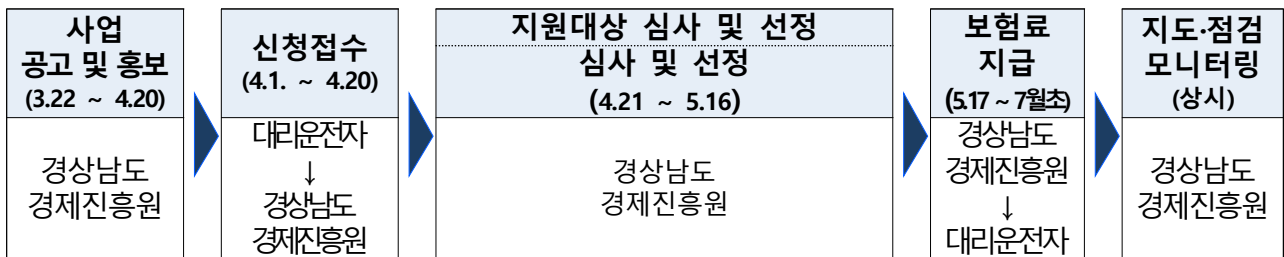 사업
공고 및 홍보
(3.22 ~ 4.20)
경상남도
경제진흥원
신청접수
(4.1. ~ 4.20)
대리운전자
↓
경상남도
경제진흥원
지원대상 심사 및 선정
심사 및 선정
(4.21 ~ 5.16)
경상남도
경제진흥원
보험료
지급
(5.17 ~ 7월초)
경상남도
경제진흥원
↓
대리운전자
지도·점검
모니터링
(상시)
경상남도
경제진흥원